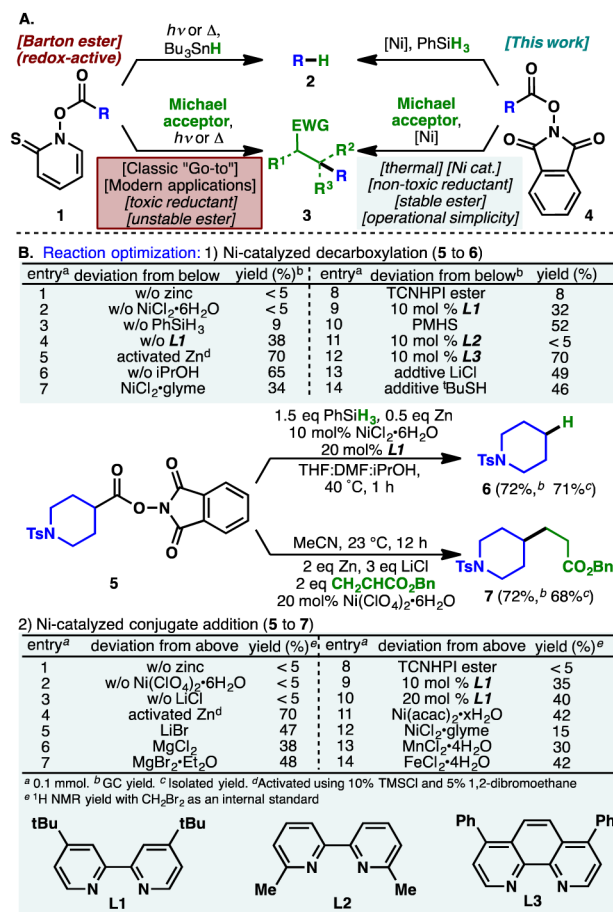 A.
[Barton ester]
(redox-active)
hν or Δ,
Bu3SnH
R–H
2
[Ni], PhSiH3
[This work]
O
O
R
N
S
1
Michael
acceptor,
hν or Δ
[Classic "Go-to"]
[Modern applications]
[toxic reductant]
[unstable ester]
EWG
R1
R2
R3
R
3
Michael
acceptor,
[Ni]
[thermal] [Ni cat.]
[non-toxic reductant]
[stable ester]
[operational simplicity]
O
R
O
N
O
O
4
B. Reaction optimization: 1) Ni-catalyzed decarboxylation (5 to 6)
entrya deviation from below yield (%)b entrya deviation from belowb yield (%)
1 w/o zinc < 5 8 TCNHPI ester 8
2 w/o NiCl2•6H2O < 5 9 10 mol % L1 32
3 w/o PhSiH3 9 10 PMHS 52
4 w/o L1 38 11 10 mol % L2 < 5
5 activated Znd 70 12 10 mol % L3 70
6 w/o iPrOH 65 13 addtive LiCl 49
7 NiCl2•glyme 34 14 additive tBuSH 46
1.5 eq PhSiH3, 0.5 eq Zn
10 mol% NiCl2•6H2O
20 mol% L1
THF:DMF:iPrOH,
40 ˚C, 1 h
H
TsN
6 (72%,b 71%c)
O
O
N
O
O
TsN
5
MeCN, 23 °C, 12 h
2 eq Zn, 3 eq LiCl
2 eq CH2CHCO2Bn
20 mol% Ni(ClO4)2•6H2O
TsN
CO2Bn
7 (72%,b 68%c)
2) Ni-catalyzed conjugate addition (5 to 7)
entrya deviation from above yield (%)e entrya deviation from above yield (%)e
1 w/o zinc < 5 8 TCNHPI ester < 5
2 w/o Ni(ClO4)2•6H2O < 5 9 10 mol % L1 35
3 w/o LiCl < 5 10 20 mol % L1 40
4 activated Znd 70 11 Ni(acac)2•xH2O 42
5 LiBr 47 12 NiCl2•glyme 15
6 MgCl2 38 13 MnCl2•4H2O 30
7 MgBr2•Et2O 48 14 FeCl2•4H2O 42
a 0.1 mmol. b GC yield. c Isolated yield. dActivated using 10% TMSCl and 5% 1,2-dibromoethane
e 1H NMR yield with CH2Br2 as an internal standard
tBu
tBu
N
N
L1
N
N
Me
Me
L2
Ph
Ph
N
N
L3